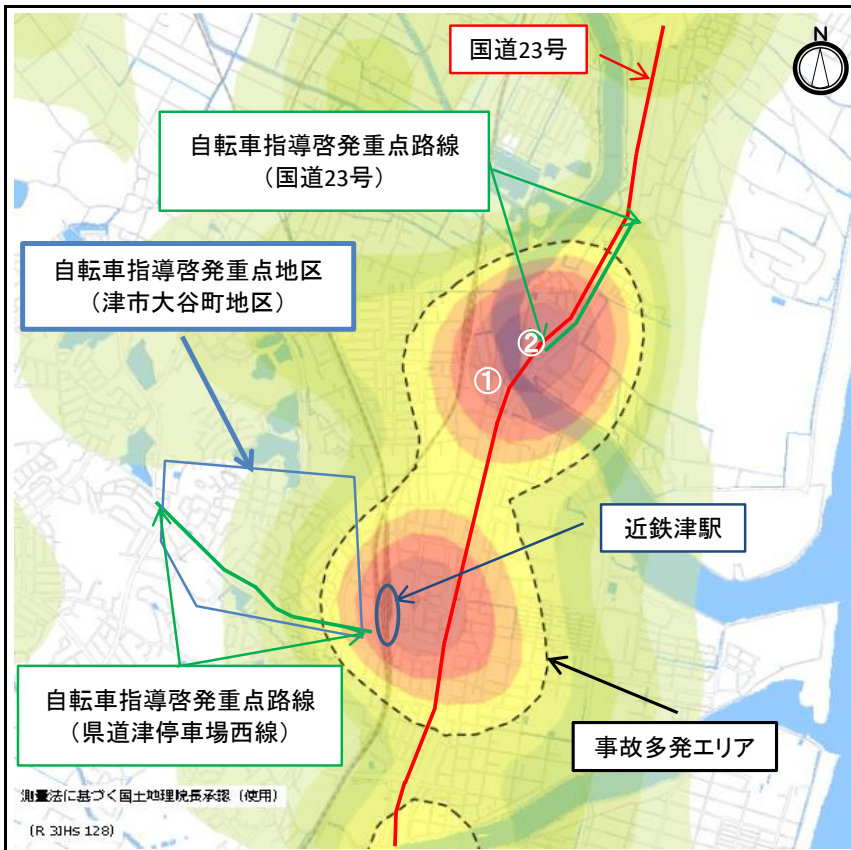 国道23号
N
自転車指導啓発重点路線
（国道23号）
自転車指導啓発重点地区
（津市大谷町地区）
②
①
近鉄津駅
自転車指導啓発重点路線
（県道津停車場西線）
事故多発エリア
測量法に基づく国土地理院長承認（使用）
(R 3JHs 128)